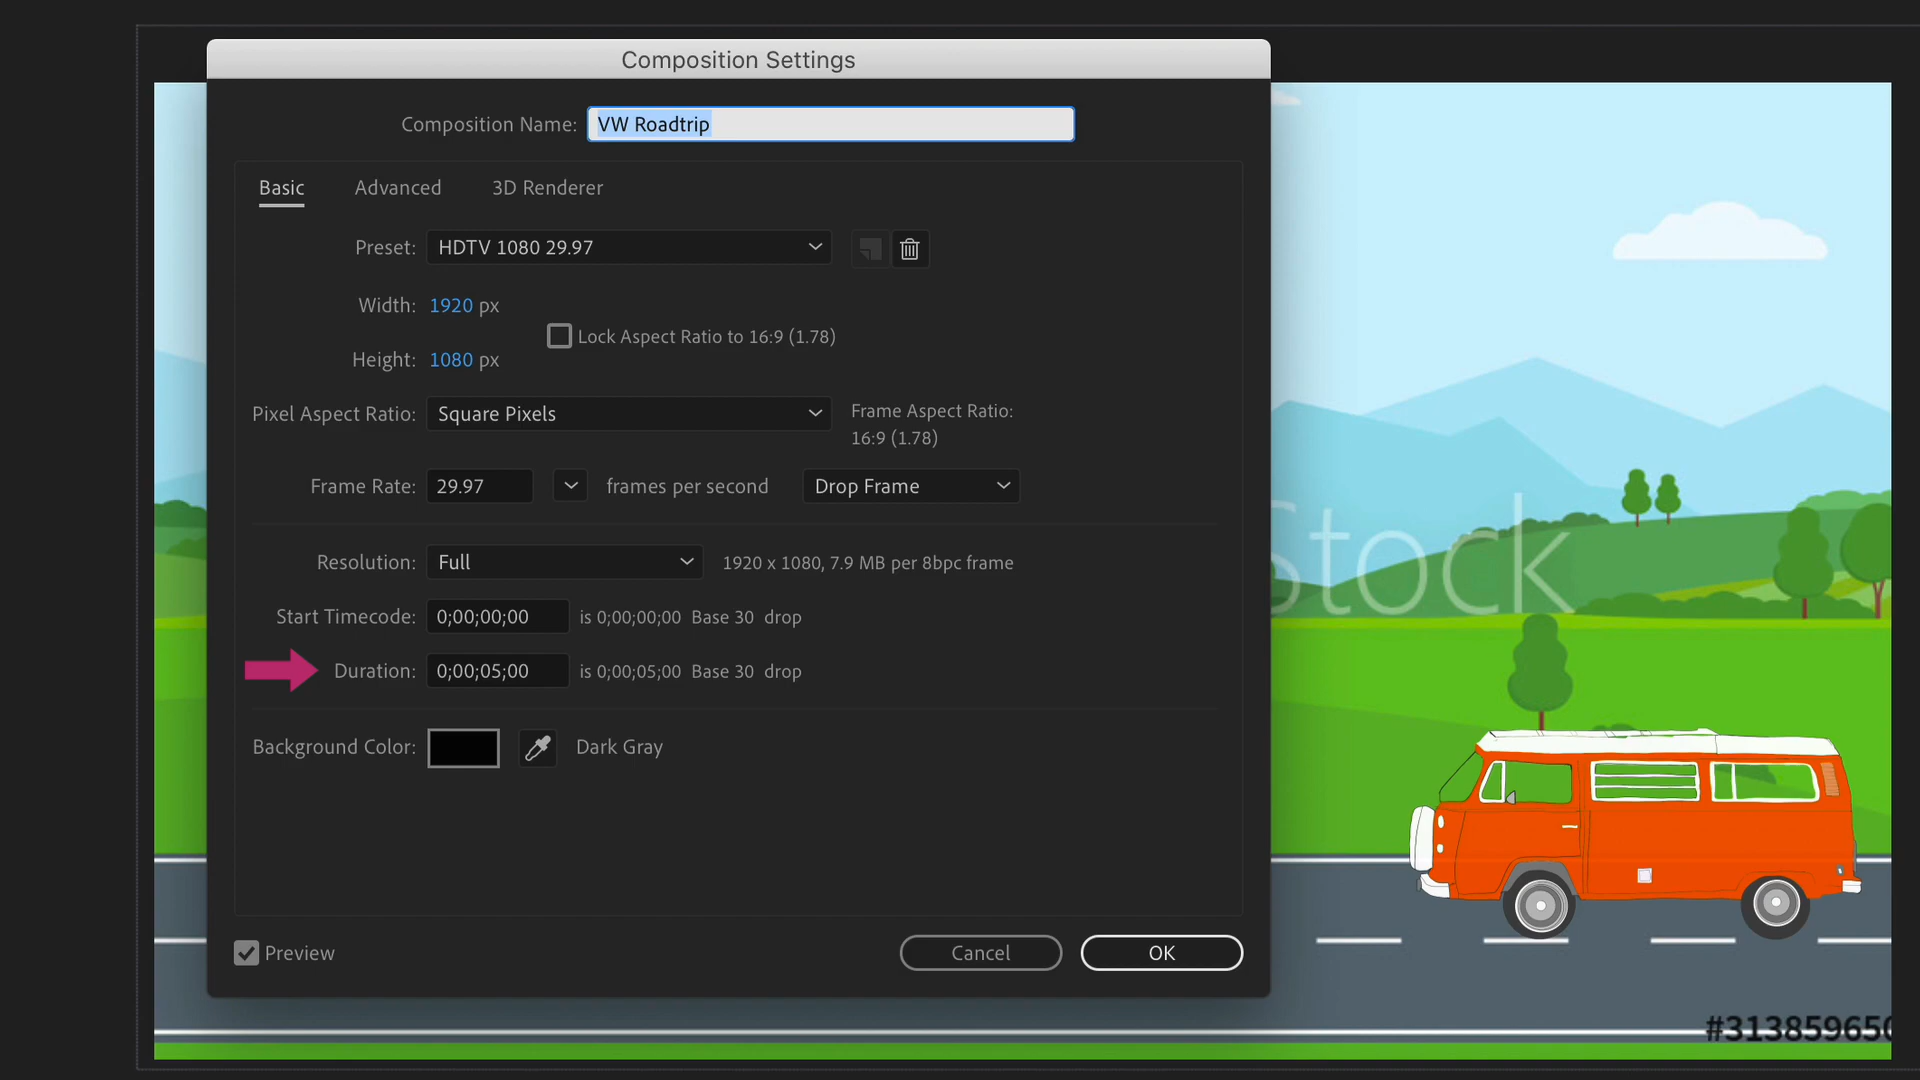 Composition Settings
Composition Name: VW Roadtrip
Basic Advanced 3D Renderer
Preset: HDTV 1080 29.97
Width: 1920 px
Lock Aspect Ratio to 16:9 (1.78)
Height: 1080 px
Pixel Aspect Ratio: Square Pixels
Frame Aspect Ratio:
16:9 (1.78)
Frame Rate: 29.97 frames per second Drop Frame
Resolution: Full 1920 x 1080, 7.9 MB per 8bpc frame
Start Timecode: 0;00;00;00 is 0;00;00;00 Base 30 drop
Duration: 0;00;05;00 is 0;00;05;00 Base 30 drop
Background Color: Dark Gray
Preview Cancel OK
Stock
#313859650